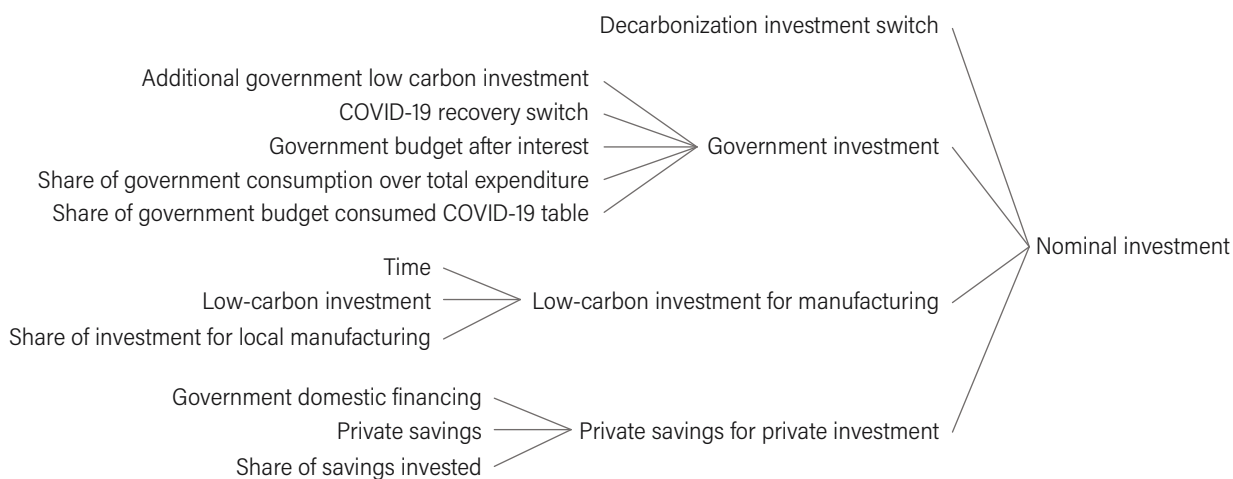 Decarbonization investment switch
Additional government low carbon investment
COVID-19 recovery switch
Government budget after interest
Government investment
Share of government consumption over total expenditure
Share of government budget consumed COVID-19 table
Nominal investment
Time
Low-carbon investment
Low-carbon investment for manufacturing
Share of investment for local manufacturing
Government domestic financing
Private savings
Private savings for private investment
Share of savings invested